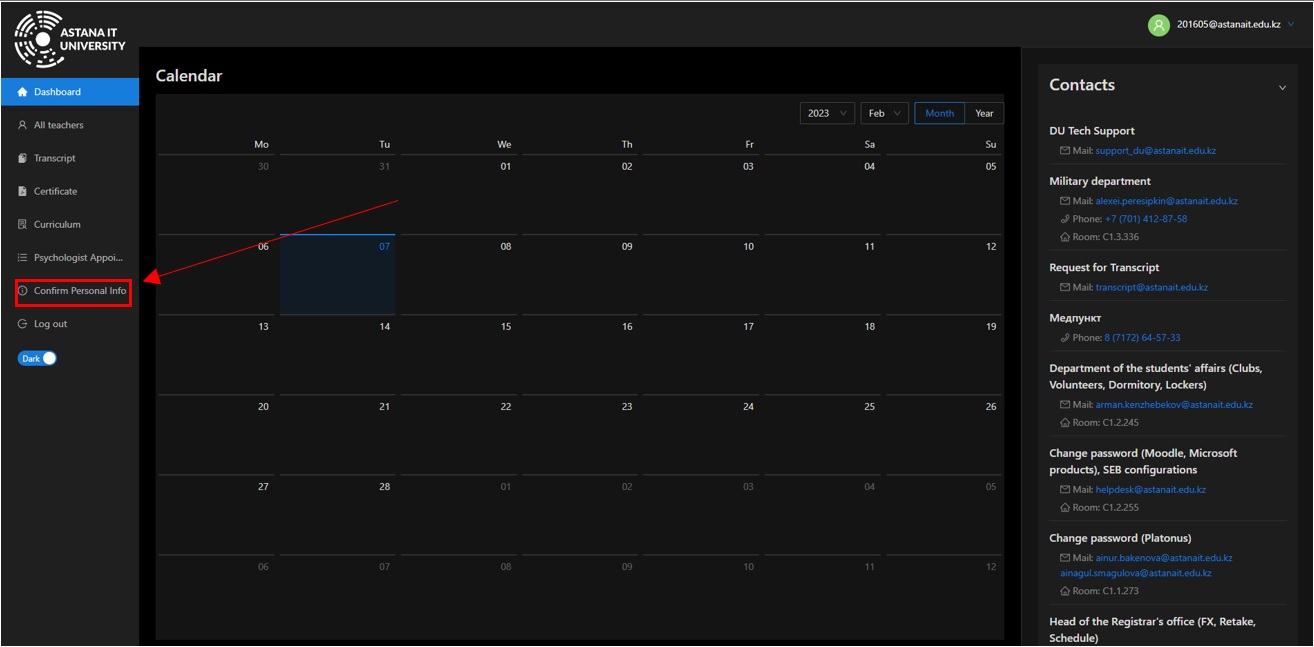 ASTANA IT
UNIVERSITY
201605@astanait.edu.kz
Dashboard
All teachers
Transcript
Certificate
Curriculum
Psychologist Appoi...
Confirm Personal Info
Log out
Dark
Calendar
2023 Feb Month Year
Mo Tu We Th Fr Sa Su
30 31 01 02 03 04 05
06 07 08 09 10 11 12
13 14 15 16 17 18 19
20 21 22 23 24 25 26
27 28 01 02 03 04 05
06 07 08 09 10 11 12
Contacts
DU Tech Support
Mail: support_du@astanait.edu.kz
Military department
Mail: alexei.peresipkin@astanait.edu.kz
Phone: +7 (701) 412-87-58
Room: C1.3.336
Request for Transcript
Mail: transcript@astanait.edu.kz
Медпункт
Phone: 8 (7172) 64-57-33
Department of the students' affairs (Clubs,
Volunteers, Dormitory, Lockers)
Mail: arman.kenzhebekov@astanait.edu.kz
Room: C1.2.245
Change password (Moodle, Microsoft
products), SEB configurations
Mail: helpdesk@astanait.edu.kz
Room: C1.2.255
Change password (Platonus)
Mail: ainur.bakenova@astanait.edu.kz
ainagul.smagulova@astanait.edu.kz
Room: C1.1.273
Head of the Registrar's office (FX, Retake,
Schedule)